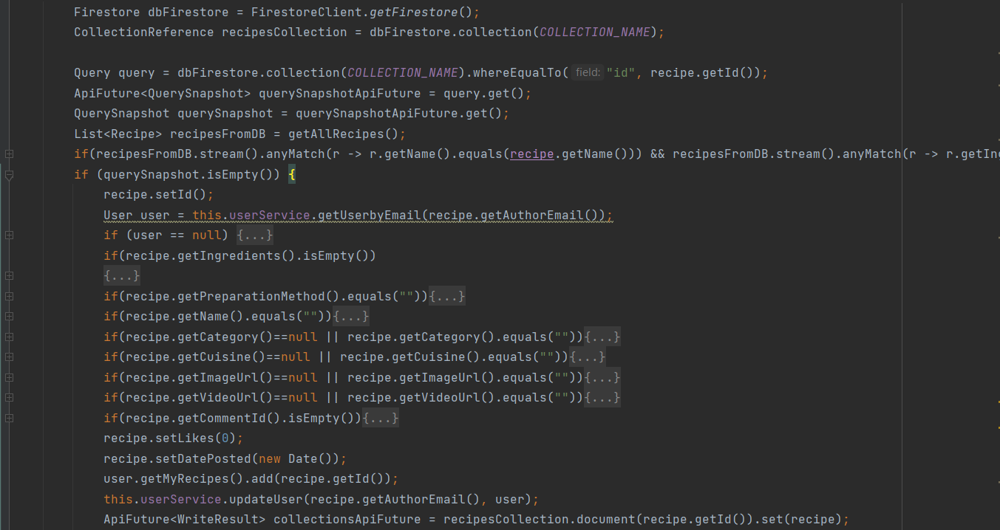 Firestore dbFirestore = FirestoreClient.getFirestore();
CollectionReference recipesCollection = dbFirestore.collection(COLLECTION_NAME);
Query query = dbFirestore.collection(COLLECTION_NAME).whereEqualTo( field: "id", recipe.getId());
ApiFuture<QuerySnapshot> querySnapshotApiFuture = query.get();
QuerySnapshot querySnapshot = querySnapshotApiFuture.get();
List<Recipe> recipesFromDB = getAllRecipes();
if(recipesFromDB.stream().anyMatch(r -> r.getName().equals(recipe.getName())) && recipesFromDB.stream().anyMatch(r -> r.getIng
if (querySnapshot.isEmpty()) {
recipe.setId();
User user = this.userService.getUserbyEmail(recipe.getAuthorEmail());
if (user == null) {...}
if(recipe.getIngredients().isEmpty())
{...}
if(recipe.getPreparationMethod().equals("")){...}
if(recipe.getName().equals("")){...}
if(recipe.getCategory()==null || recipe.getCategory().equals("")){...}
if(recipe.getCuisine()==null || recipe.getCuisine().equals("")){...}
if(recipe.getImageUrl()==null || recipe.getImageUrl().equals("")){...}
if(recipe.getVideoUrl()==null || recipe.getVideoUrl().equals("")){...}
if(recipe.getCommentId().isEmpty()){...}
recipe.setLikes(0);
recipe.setDatePosted(new Date());
user.getMyRecipes().add(recipe.getId());
this.userService.updateUser(recipe.getAuthorEmail(), user);
ApiFuture<WriteResult> collectionsApiFuture = recipesCollection.document(recipe.getId()).set(recipe);